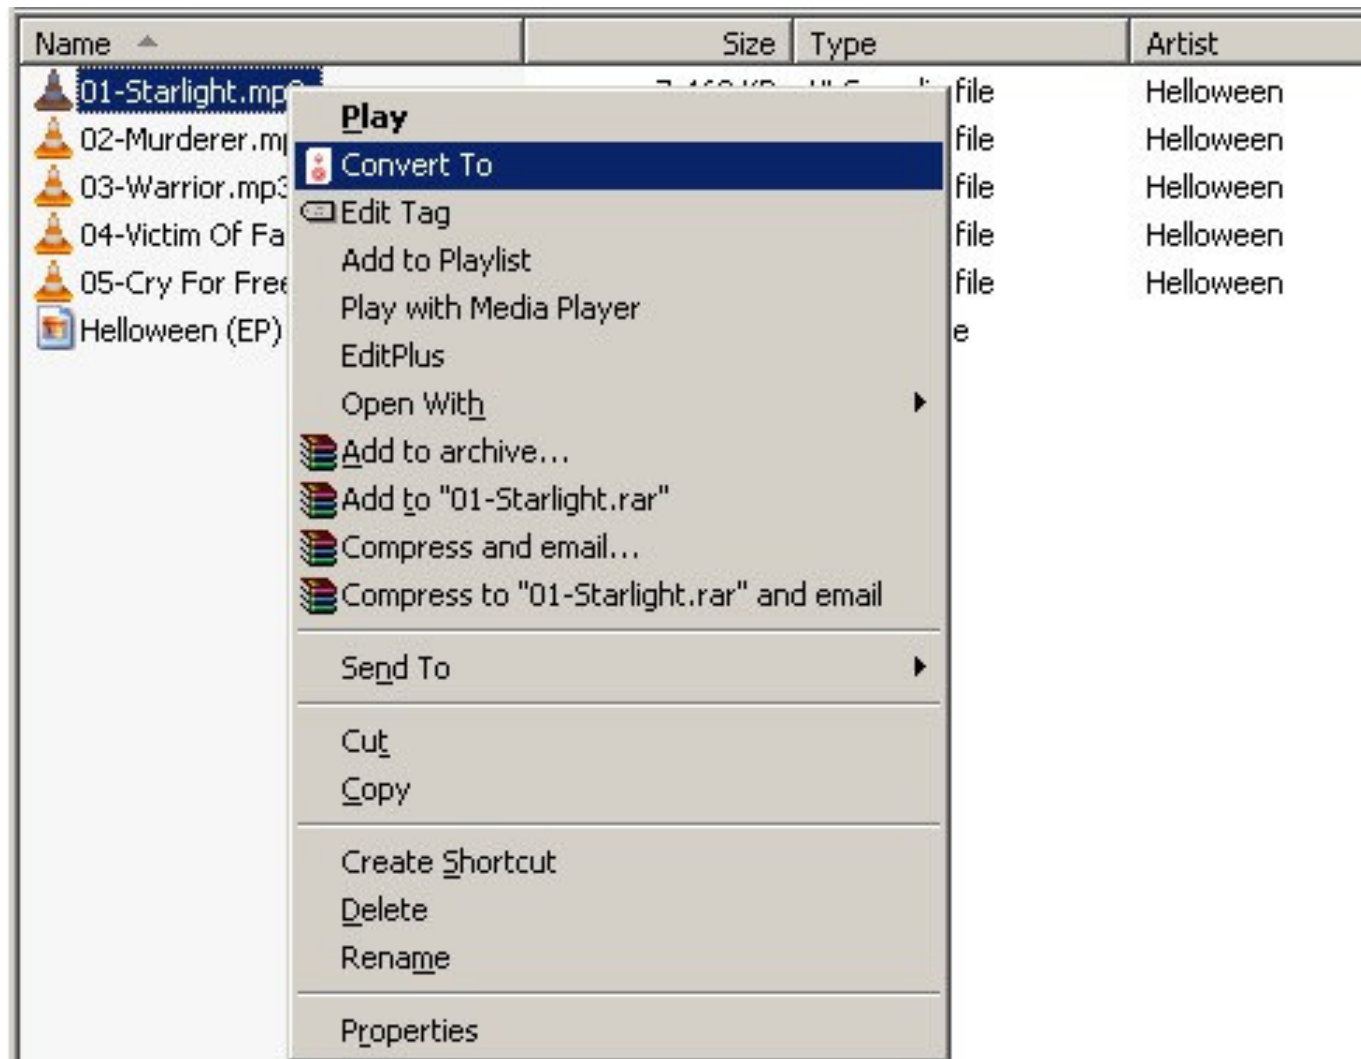 Name Size Type Artist
01-Starlight.mp3 file Helloween
02-Murderer.m file Helloween
03-Warrior.mp3 file Helloween
04-Victim Of Fa file Helloween
05-Cry For Free file Helloween
Helloween (EP) e
Play
Convert To
Edit Tag
Add to Playlist
Play with Media Player
EditPlus
Open With
Add to archive...
Add to "01-Starlight.rar"
Compress and email...
Compress to "01-Starlight.rar" and email
Send To
Cut
Copy
Create Shortcut
Delete
Rename
Properties